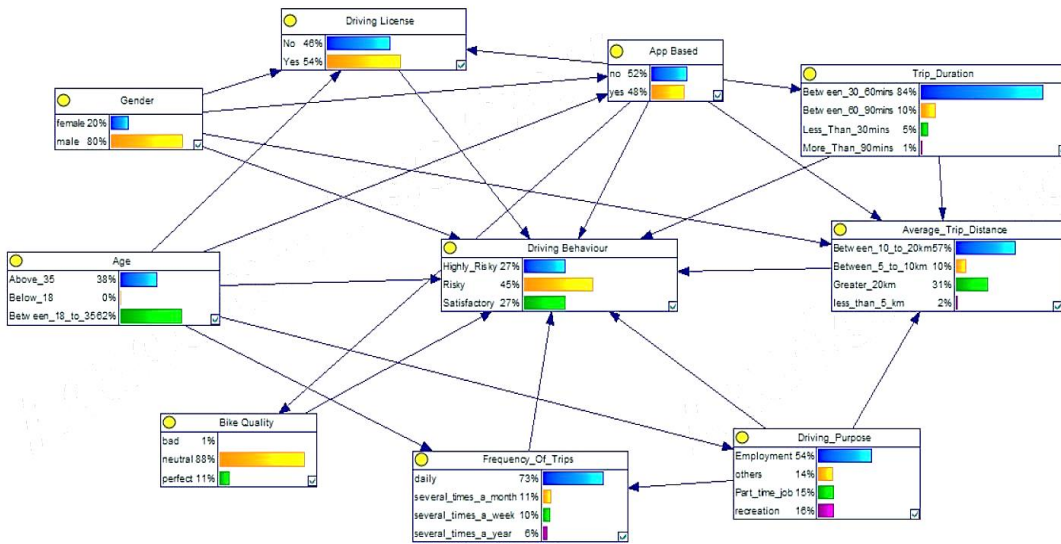 Driving License
No 46%
Yes 54%
App Based
no 52%
yes 48%
Trip_Duration
Between_30_60mins 84%
Between_60_90mins 10%
Less_Than_30mins 5%
More_Than_90mins 1%
Gender
female 20%
male 80%
Average_Trip_Distance
Between_10_to_20km 57%
Between_5_to_10km 10%
Greater_20km 31%
less_than_5_km 2%
Driving Behaviour
Highly_Risky 27%
Risky 45%
Satisfactory 27%
Age
Above_35 38%
Below_18 0%
Between_18_to_35 62%
Bike Quality
bad 1%
neutral 88%
perfect 11%
Frequency_Of_Trips
daily 73%
several_times_a_month 11%
several_times_a_week 10%
several_times_a_year 6%
Driving_Purpose
Employment 54%
others 14%
Part_time_job 15%
recreation 16%